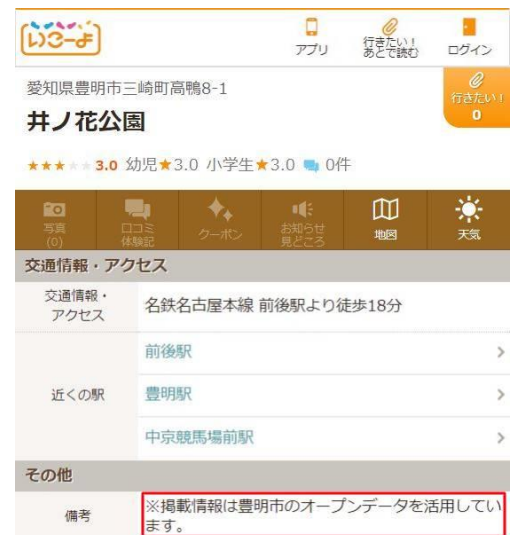 いこーよ
アプリ
行きたい！
あとで読む
ログイン
愛知県豊明市三崎町高鴨8-1
井ノ花公園
行きたい！
0
★★★★★ 3.0 幼児★3.0 小学生★3.0 0件
写真
(0)
口コミ
体験記
クーポン
お知らせ
見どころ
地図
天気
交通情報・アクセス
交通情報・
アクセス
名鉄名古屋本線 前後駅より徒歩18分
近くの駅
前後駅
豊明駅
中京競馬場前駅
その他
備考
※掲載情報は豊明市のオープンデータを活用してい
ます。